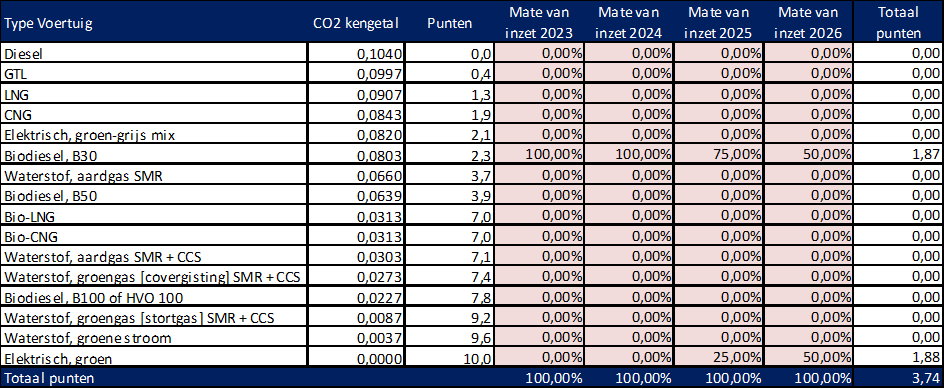 Type Voertuig CO2 kengetal Punten Mate van inzet 2023 Mate van inzet 2024 Mate van inzet 2025 Mate van inzet 2026 Totaal punten
Diesel 0,1040 0,0 0,00% 0,00% 0,00% 0,00% 0,00
GTL 0,0997 0,4 0,00% 0,00% 0,00% 0,00% 0,00
LNG 0,0907 1,3 0,00% 0,00% 0,00% 0,00% 0,00
CNG 0,0843 1,9 0,00% 0,00% 0,00% 0,00% 0,00
Elektrisch, groen-grijs mix 0,0820 2,1 0,00% 0,00% 0,00% 0,00% 0,00
Biodiesel, B30 0,0803 2,3 100,00% 100,00% 75,00% 50,00% 1,87
Waterstof, aardgas SMR 0,0660 3,7 0,00% 0,00% 0,00% 0,00% 0,00
Biodiesel, B50 0,0639 3,9 0,00% 0,00% 0,00% 0,00% 0,00
Bio-LNG 0,0313 7,0 0,00% 0,00% 0,00% 0,00% 0,00
Bio-CNG 0,0313 7,0 0,00% 0,00% 0,00% 0,00% 0,00
Waterstof, aardgas SMR + CCS 0,0303 7,1 0,00% 0,00% 0,00% 0,00% 0,00
Waterstof, groengas [covergisting] SMR + CCS 0,0273 7,4 0,00% 0,00% 0,00% 0,00% 0,00
Biodiesel, B100 of HVO 100 0,0227 7,8 0,00% 0,00% 0,00% 0,00% 0,00
Waterstof, groengas [stortgas] SMR + CCS 0,0087 9,2 0,00% 0,00% 0,00% 0,00% 0,00
Waterstof, groene stroom 0,0037 9,6 0,00% 0,00% 0,00% 0,00% 0,00
Elektrisch, groen 0,0000 10,0 0,00% 0,00% 25,00% 50,00% 1,88
Totaal punten 100,00% 100,00% 100,00% 100,00% 3,74